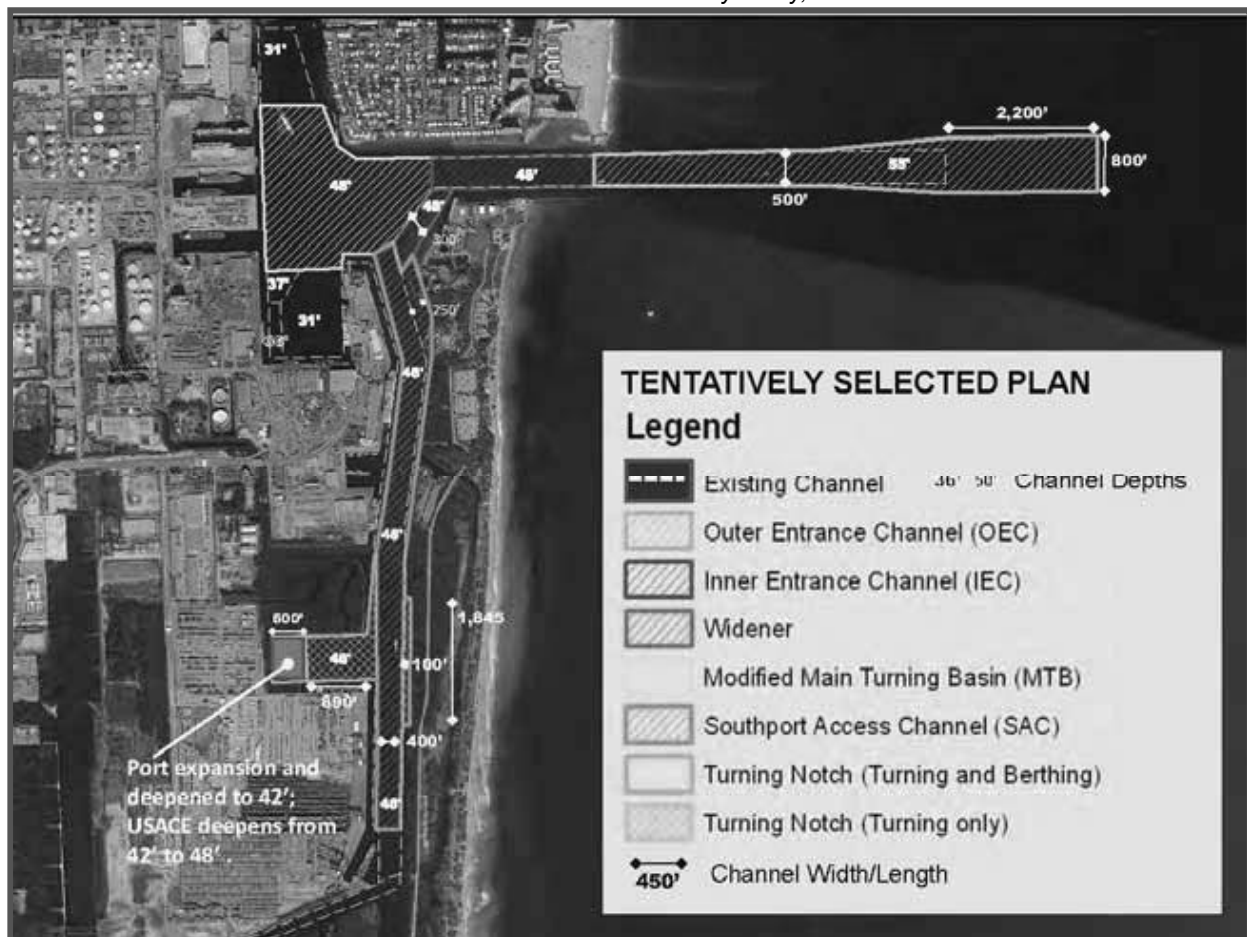 31'
2,200'
48'
48'
55'
800'
500'
48'
300'
37'
250'
31'
48'
48'
1,845
48'
100'
400'
Port expansion and
deepened to 42';
USACE deepens from
42' to 48' .
48'
TENTATIVELY SELECTED PLAN
Legend
Existing Channel 36' 50' Channel Depths
Outer Entrance Channel (OEC)
Inner Entrance Channel (IEC)
Widener
Modified Main Turning Basin (MTB)
Southport Access Channel (SAC)
Turning Notch (Turning and Berthing)
Turning Notch (Turning only)
450' Channel Width/Length